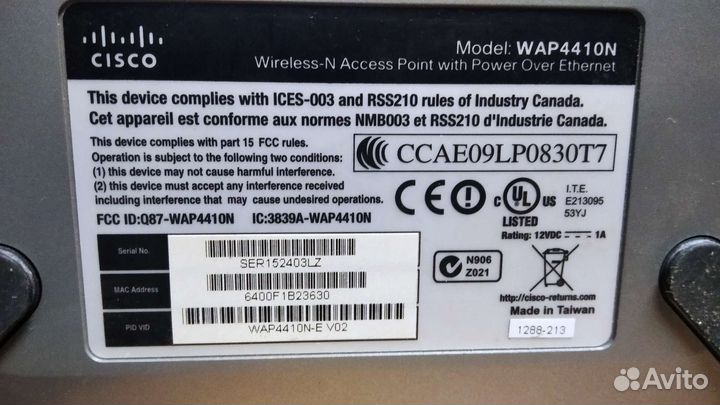 CISCO
Model: WAP4410N
Wireless-N Access Point with Power Over Ethernet
This device complies with ICES-003 and RSS210 rules of Industry Canada.
Cet appareil est conforme aux normes NMB003 et RSS210 d'Industrie Canada.
This device complies with part 15 FCC rules.
Operation is subject to the following two conditions:
(1) this device may not cause harmful interference.
(2) this device must accept any interference
including interference that may cause undesired operations.
CCAE09LP0830T7
FCC ID:Q87-WAP4410N IC:3839A-WAP4410N
CE
C UL US
LISTED
I.T.E.
E213095
53YJ
Rating: 12VDC 1A
Serial No.
SER152403LZ
MAC Address
6400F1B23630
PID VID
WAP4410N-E V02
N906
Z021
http://cisco-returns.com
Made in Taiwan
1288-213
Avito